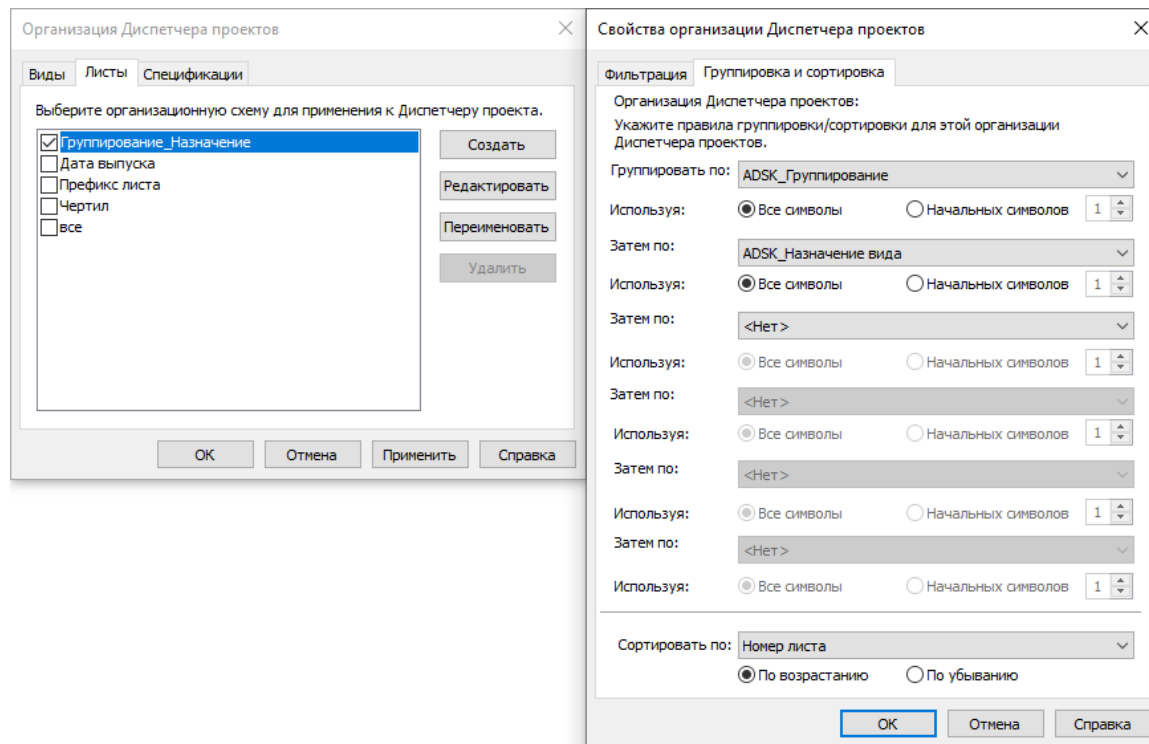 Организация Диспетчера проектов
Виды Листы Спецификации
Выберите организационную схему для применения к Диспетчеру проекта.
Группирование_Назначение
Дата выпуска
Префикс листа
Чертил
все
Создать
Редактировать
Переименовать
Удалить
ОК Отмена Применить Справка
Свойства организации Диспетчера проектов
Фильтрация Группировка и сортировка
Организация Диспетчера проектов:
Укажите правила группировки/сортировки для этой организации
Диспетчера проектов.
Группировать по: ADSK_Группирование
Используя: Все символы Начальных символов 1
Затем по: ADSK_Назначение вида
Используя: Все символы Начальных символов 1
Затем по: <Нет>
Используя: Все символы Начальных символов 1
Затем по: <Нет>
Используя: Все символы Начальных символов 1
Затем по: <Нет>
Используя: Все символы Начальных символов 1
Затем по: <Нет>
Используя: Все символы Начальных символов 1
Сортировать по: Номер листа
По возрастанию По убыванию
ОК Отмена Справка